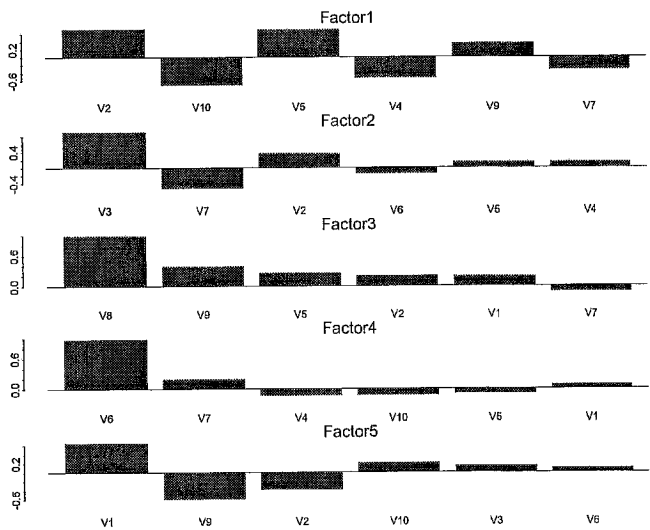 Factor1
0.2
-0.6
V2 V10 V5 V4 V9 V7
Factor2
0.4
-0.4
V3 V7 V2 V6 V5 V4
Factor3
0.6
0.0
V8 V9 V5 V2 V1 V7
Factor4
0.6
0.0
V6 V7 V4 V10 V5 V1
Factor5
0.2
-0.6
V1 V9 V2 V10 V3 V6